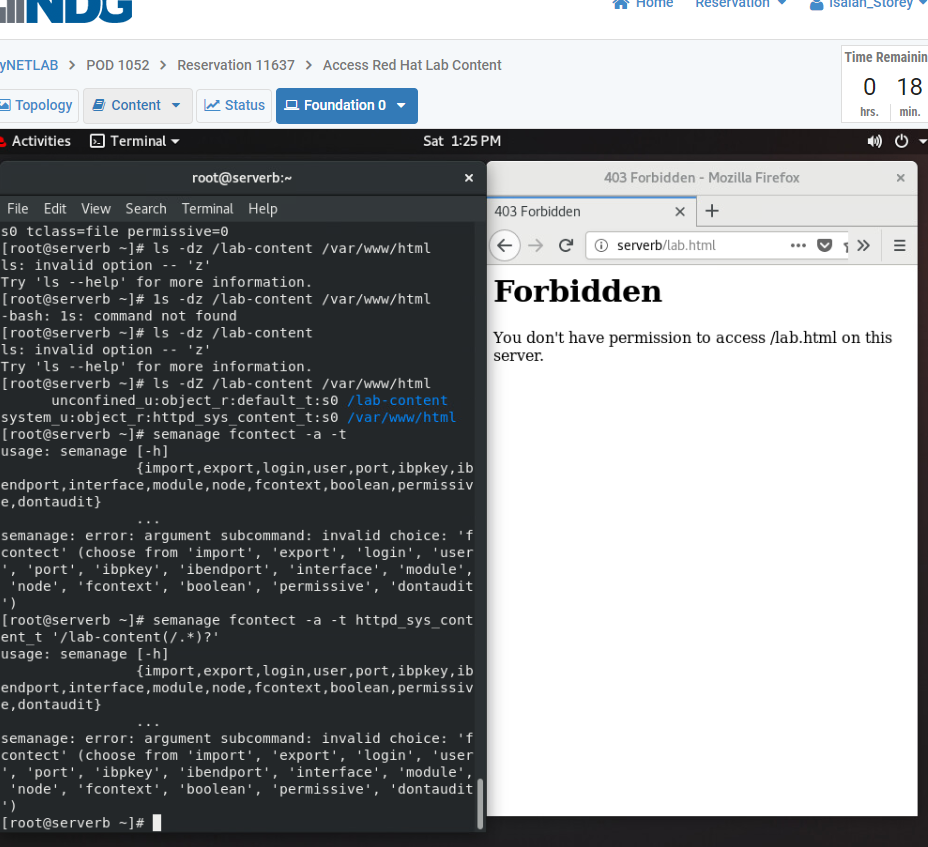 NDG
Home Reservation Isaiah_Storey
yNETLAB > POD 1052 > Reservation 11637 > Access Red Hat Lab Content
Time Remainin
0 18
hrs. min.
Topology Content Status Foundation 0
Activities Terminal Sat 1:25 PM
root@serverb:~ ×
File Edit View Search Terminal Help
s0 tclass=file permissive=0
[root@serverb ~]# ls -dz /lab-content /var/www/html
ls: invalid option -- 'z'
Try 'ls --help' for more information.
[root@serverb ~]# 1s -dz /lab-content /var/www/html
-bash: 1s: command not found
[root@serverb ~]# ls -dz /lab-content
ls: invalid option -- 'z'
Try 'ls --help' for more information.
[root@serverb ~]# ls -dZ /lab-content /var/www/html
unconfined_u:object_r:default_t:s0 /lab-content
system_u:object_r:httpd_sys_content_t:s0 /var/www/html
[root@serverb ~]# semanage fcontect -a -t
usage: semanage [-h]
{import,export,login,user,port,ibpkey,ib
endport,interface,module,node,fcontext,boolean,permissiv
e,dontaudit}
...
semanage: error: argument subcommand: invalid choice: 'f
contect' (choose from 'import', 'export', 'login', 'user
', 'port', 'ibpkey', 'ibendport', 'interface', 'module',
'node', 'fcontext', 'boolean', 'permissive', 'dontaudit
')
[root@serverb ~]# semanage fcontect -a -t httpd_sys_cont
ent_t '/lab-content(/.*)?'
usage: semanage [-h]
{import,export,login,user,port,ibpkey,ib
endport,interface,module,node,fcontext,boolean,permissiv
e,dontaudit}
...
semanage: error: argument subcommand: invalid choice: 'f
contect' (choose from 'import', 'export', 'login', 'user
', 'port', 'ibpkey', 'ibendport', 'interface', 'module',
'node', 'fcontext', 'boolean', 'permissive', 'dontaudit
')
[root@serverb ~]#
403 Forbidden - Mozilla Firefox ×
403 Forbidden × +
serverb/lab.html
Forbidden
You don't have permission to access /lab.html on this
server.